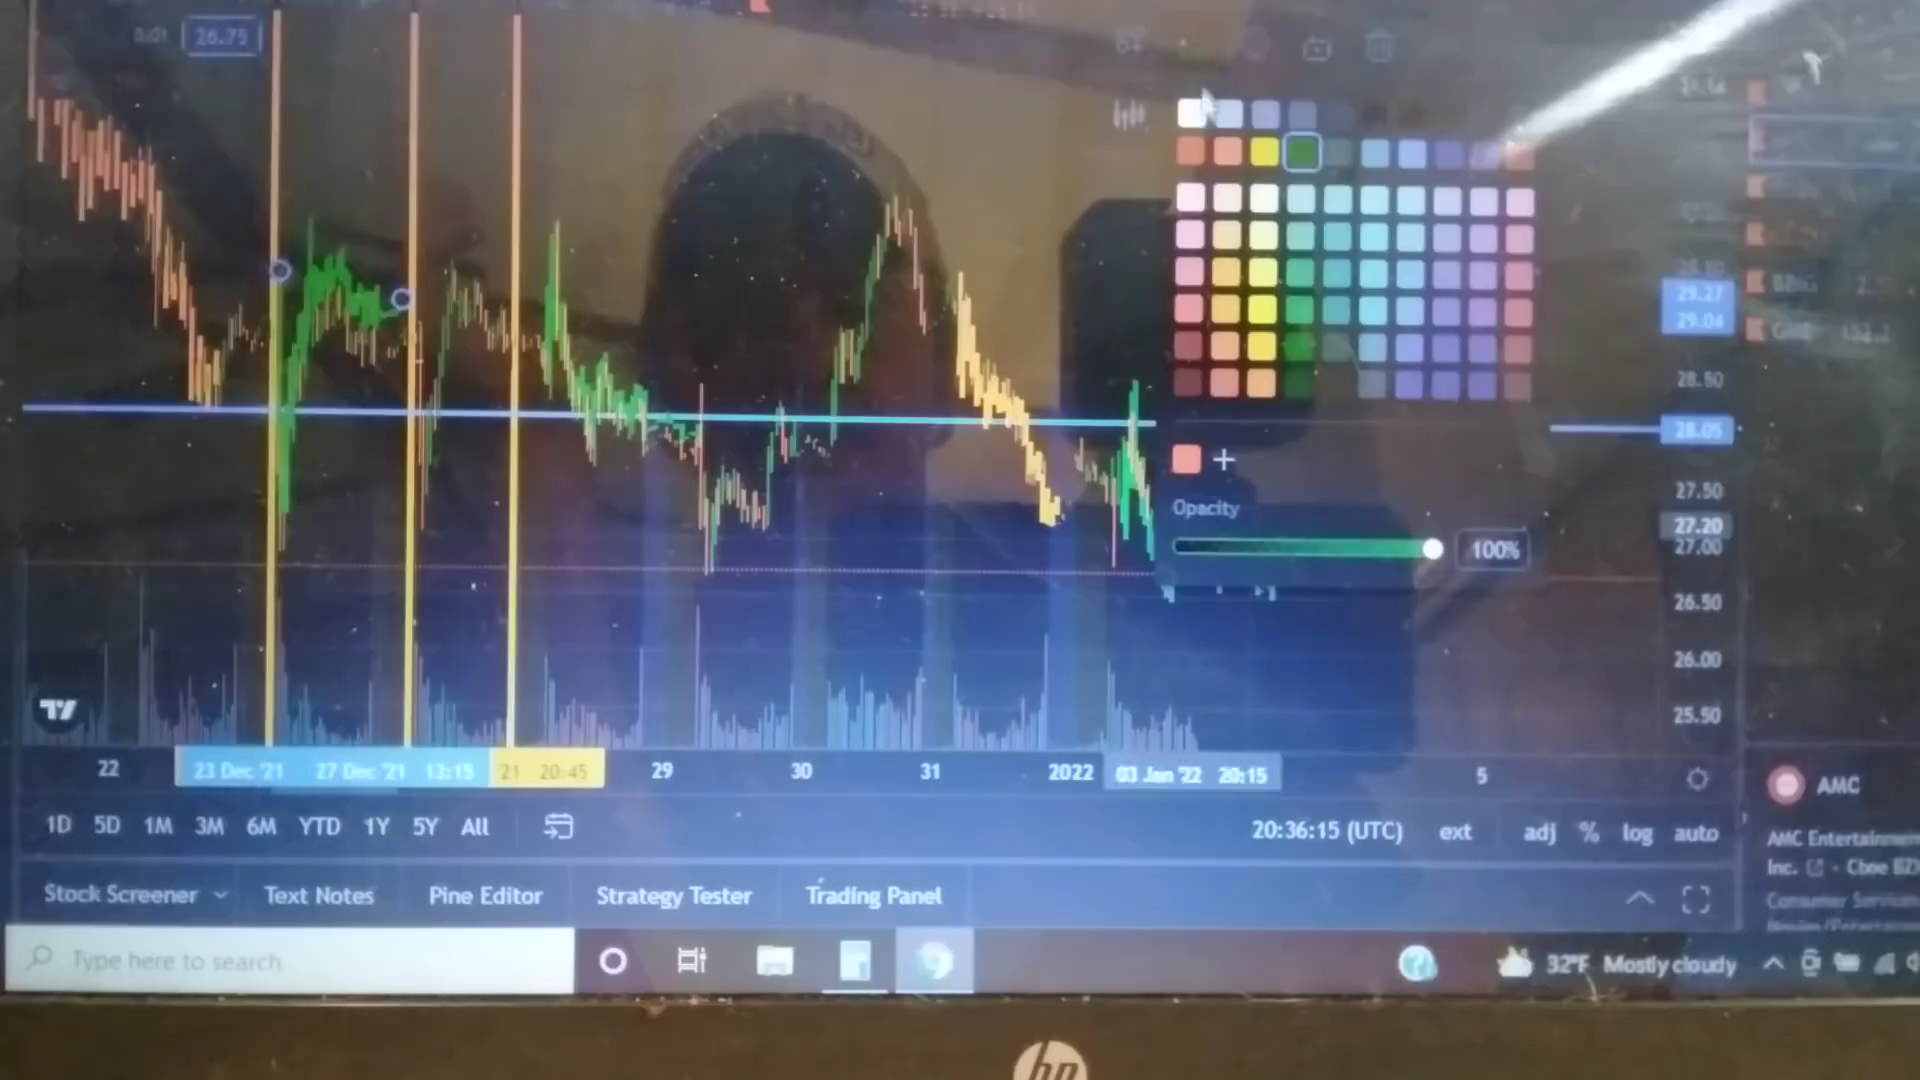 0.01 26.75
29.27
29.04
28.50
28.05
27.50
27.20
27.00
26.50
26.00
25.50
Opacity
100%
22 23 Dec '21 27 Dec '21 13:15 '21 20:45 29 30 31 2022 03 Jan '22 20:15 5
1D 5D 1M 3M 6M YTD 1Y 5Y All 20:36:15 (UTC) ext adj % log auto
Stock Screener Text Notes Pine Editor Strategy Tester Trading Panel
AMC
AMC Entertainmen
Inc.
Type here to search
32°F Mostly cloudy
hp